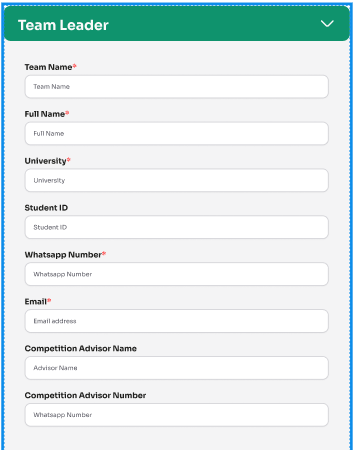 Team Leader
Team Name*
Team Name
Full Name*
Full Name
University*
University
Student ID
Student ID
Whatsapp Number*
Whatsapp Number
Email*
Email address
Competition Advisor Name
Advisor Name
Competition Advisor Number
Whatsapp Number